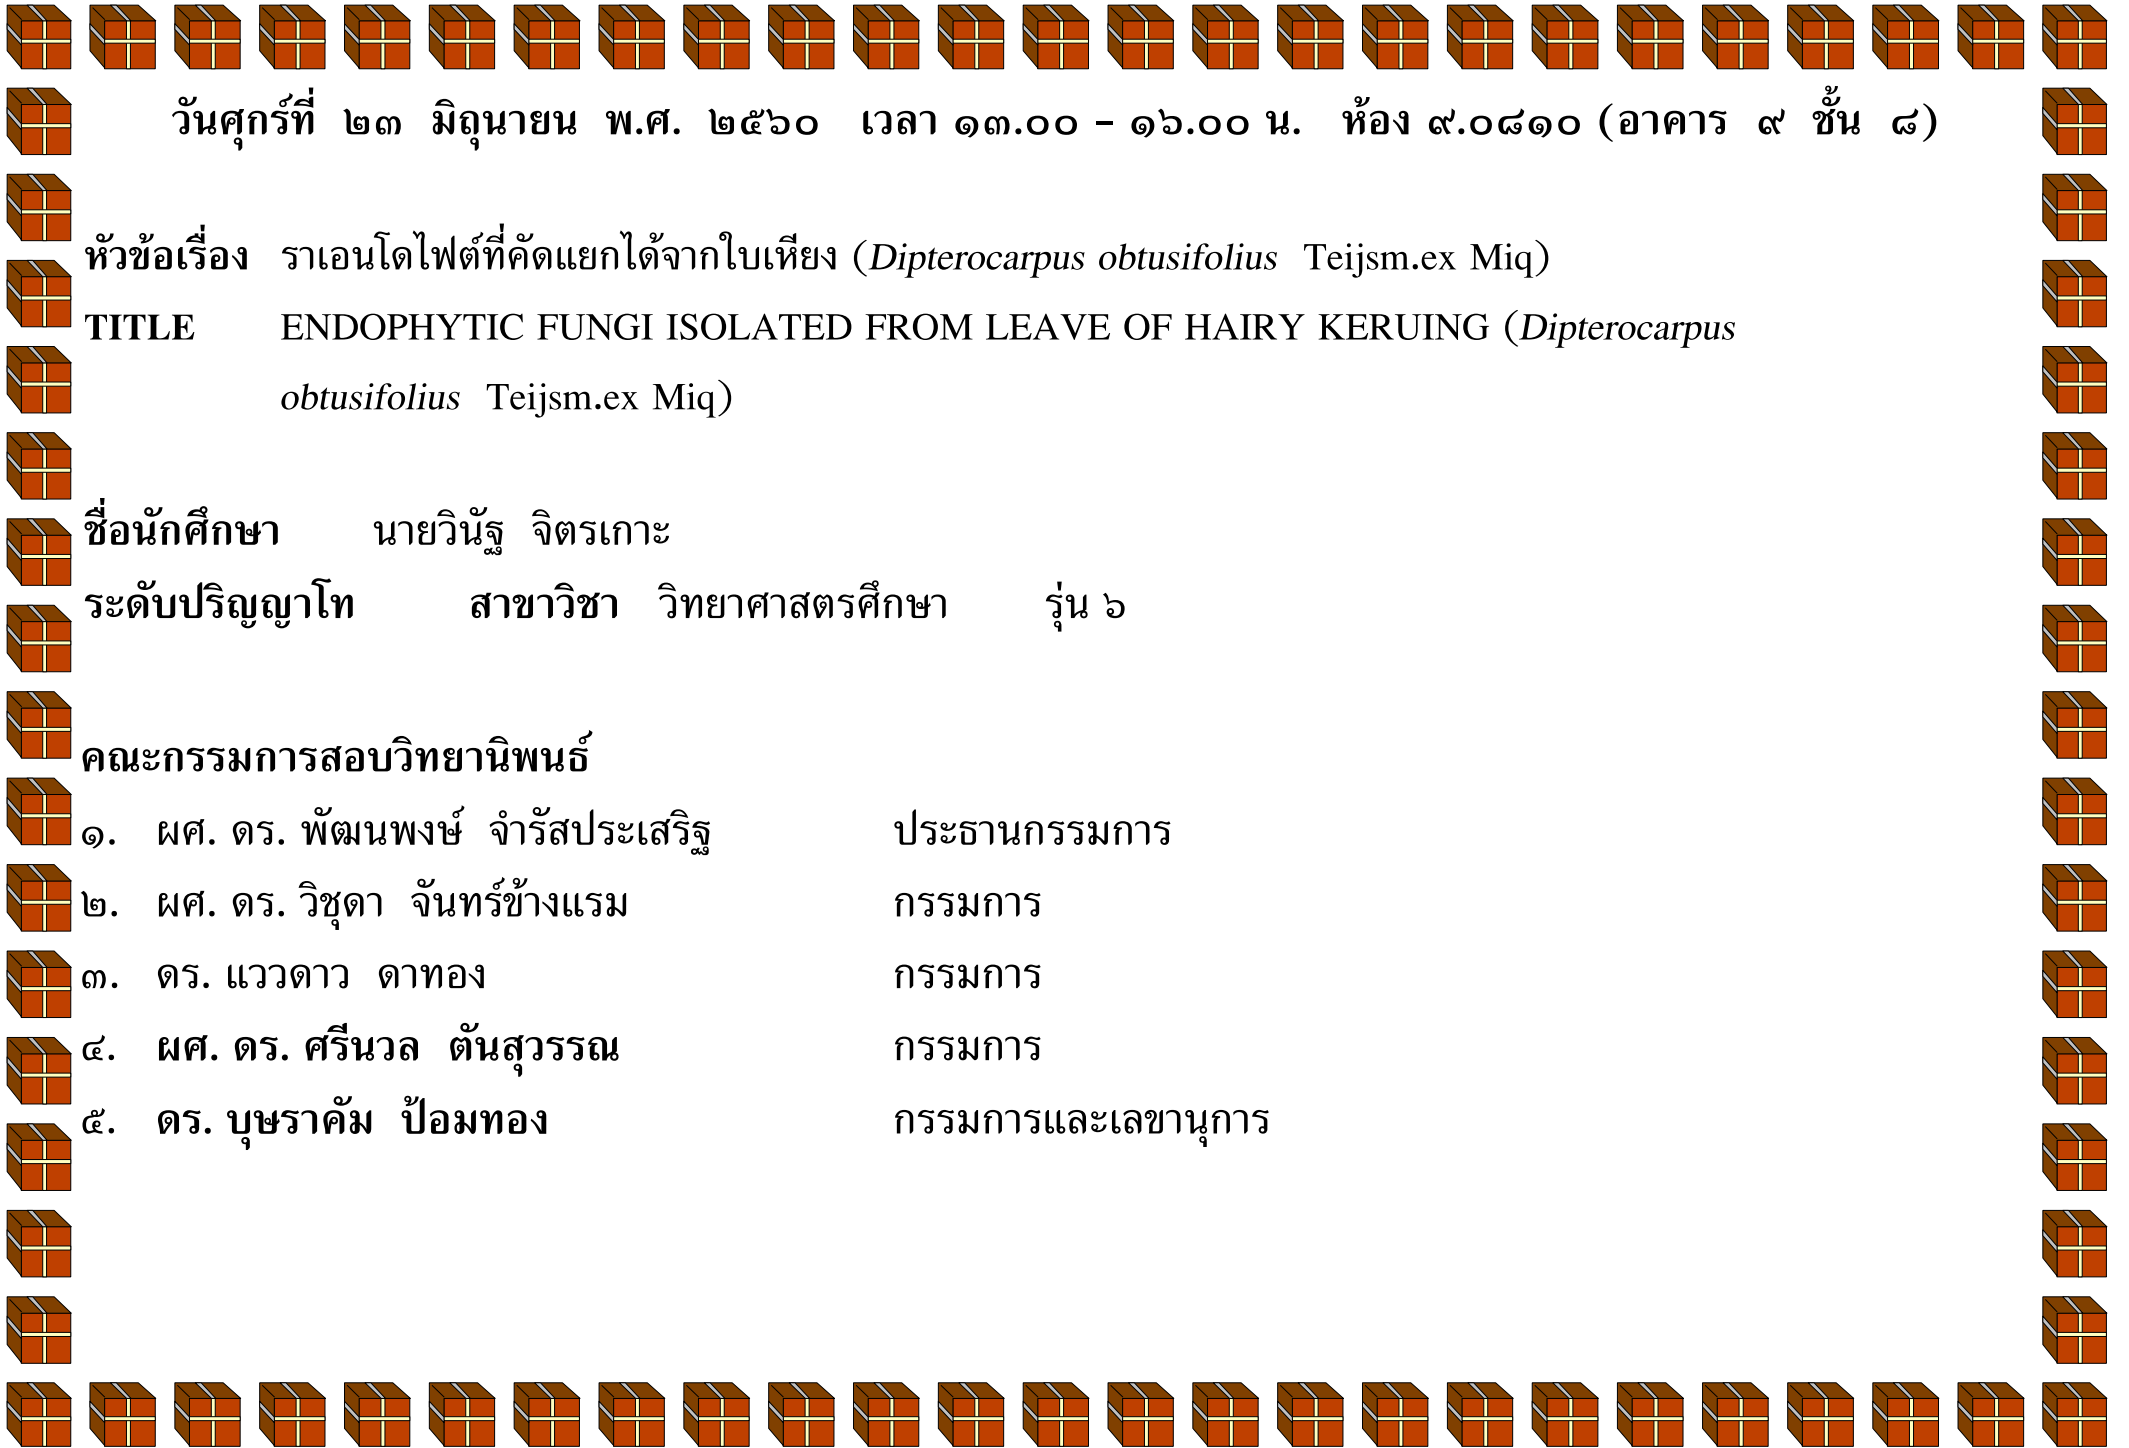 วันศุกร์ที่ ๒๓ มิถุนายน พ.ศ. ๒๕๖๐ เวลา ๑๓.๐๐ - ๑๖.๐๐ น. ห้อง ๙.๐๘๑๐ (อาคาร ๙ ชั้น ๘)
หัวข้อเรื่อง ราเอนโดไฟต์ที่คัดแยกได้จากใบเหียง (Dipterocarpus obtusifolius Teijsm.ex Miq)
TITLE ENDOPHYTIC FUNGI ISOLATED FROM LEAVE OF HAIRY KERUING (Dipterocarpus
obtusifolius Teijsm.ex Miq)
ชื่อนักศึกษา นายวินัฐ จิตรเกาะ
ระดับปริญญาโท สาขาวิชา วิทยาศาสตรศึกษา รุ่น ๖
คณะกรรมการสอบวิทยานิพนธ์
๑. ผศ. ดร. พัฒนพงษ์ จำรัสประเสริฐ ประธานกรรมการ
๒. ผศ. ดร. วิชุดา จันทร์ข้างแรม กรรมการ
๓. ดร. แววดาว ดาทอง กรรมการ
๔. ผศ. ดร. ศรีนวล ตันสุวรรณ กรรมการ
๕. ดร. บุษราคัม ป้อมทอง กรรมการและเลขานุการ